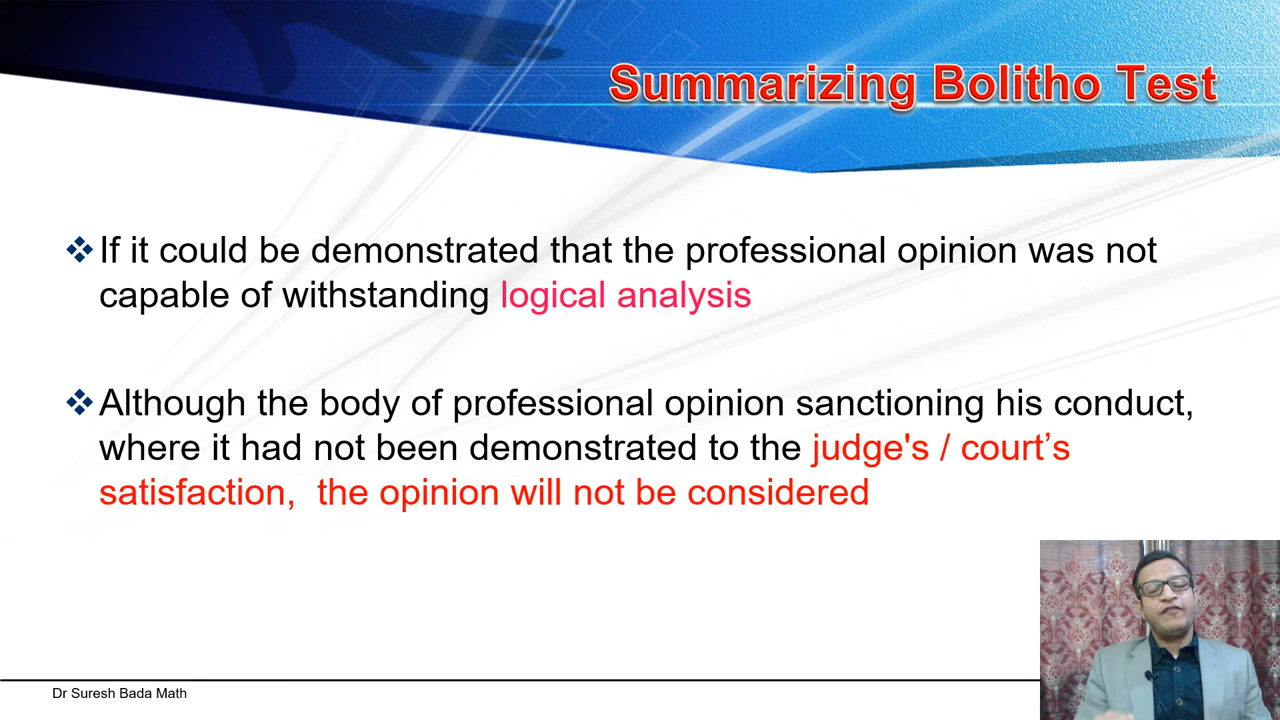 Summarizing Bolitho Test
❖If it could be demonstrated that the professional opinion was not
capable of withstanding logical analysis
❖Although the body of professional opinion sanctioning his conduct,
where it had not been demonstrated to the judge's / court’s
satisfaction,  the opinion will not be considered
Dr Suresh Bada Math